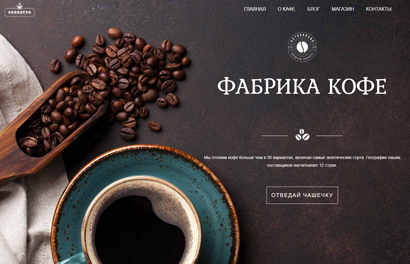 ГЛАВНАЯ О КАФЕ БЛОГ МАГАЗИН КОНТАКТЫ
ФАБРИКА КОФЕ
Мы готовим кофе больше чем в 30 вариантах, включая самые экзотические сорта. География наших
поставщиков насчитывает 12 стран.
ОТВЕДАЙ ЧАШЕЧКУ